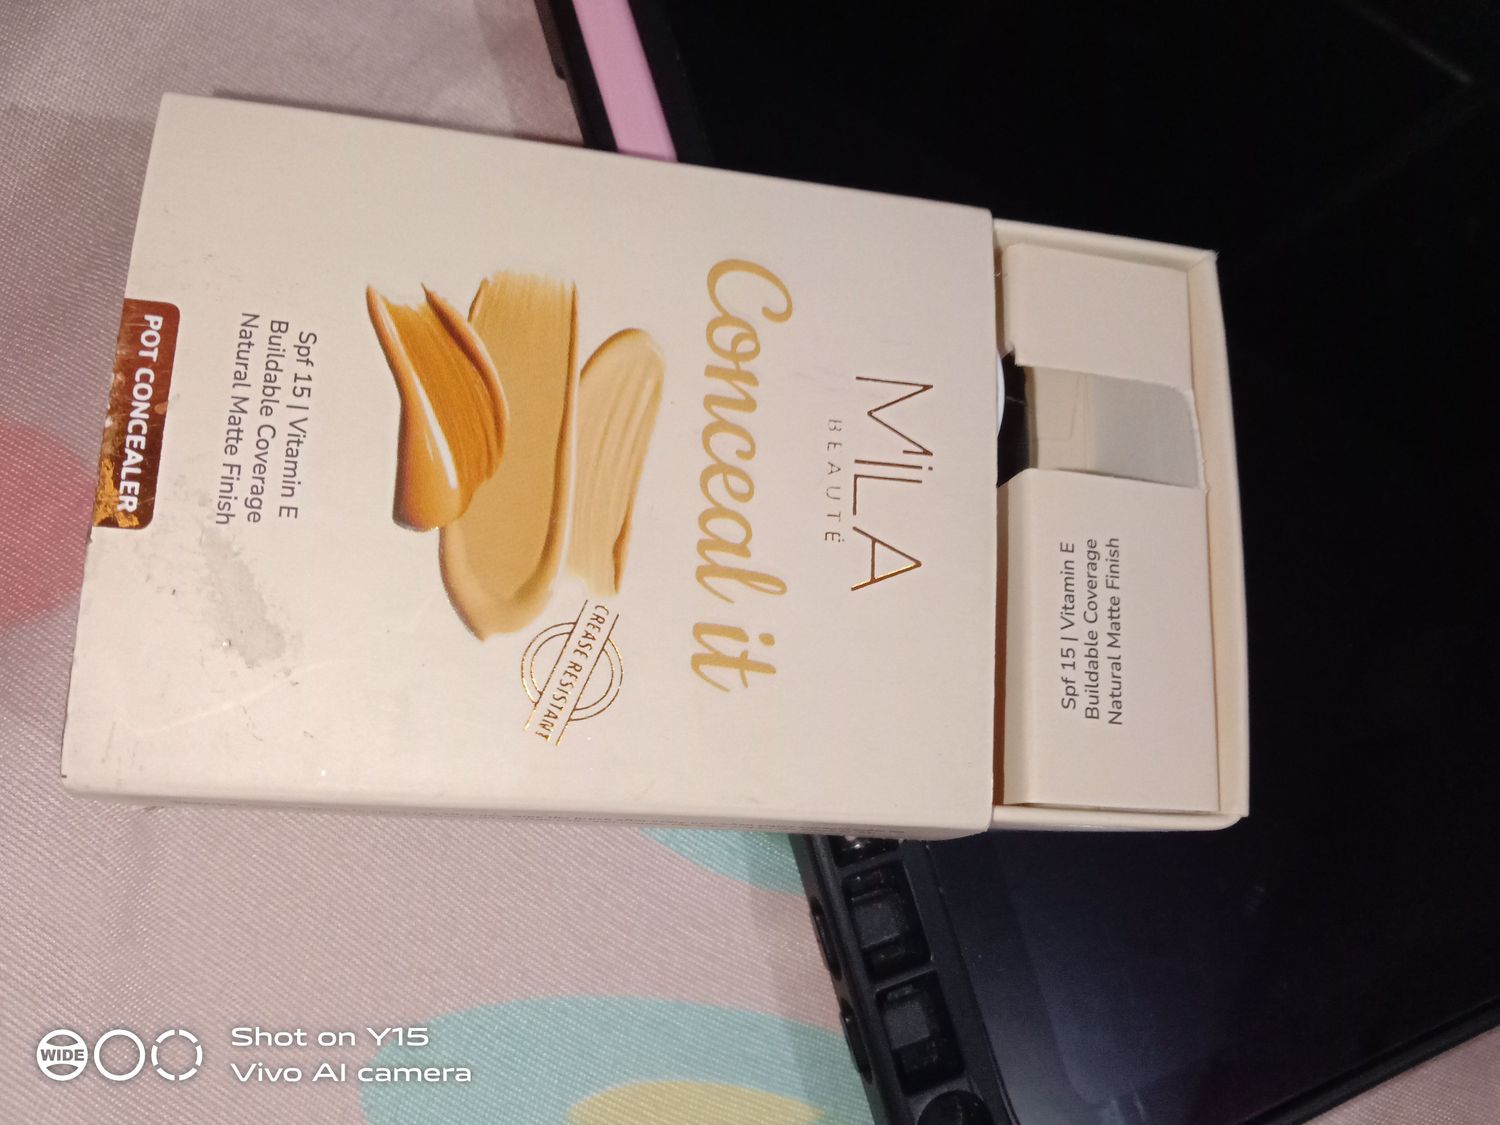 MiLA
BEAUTÉ
Conceal it
CREASE RESISTANT
Spf 15 | Vitamin E
Buildable Coverage
Natural Matte Finish
POT CONCEALER
Spf 15 | Vitamin E
Buildable Coverage
Natural Matte Finish
WIDE
Shot on Y15
Vivo AI camera